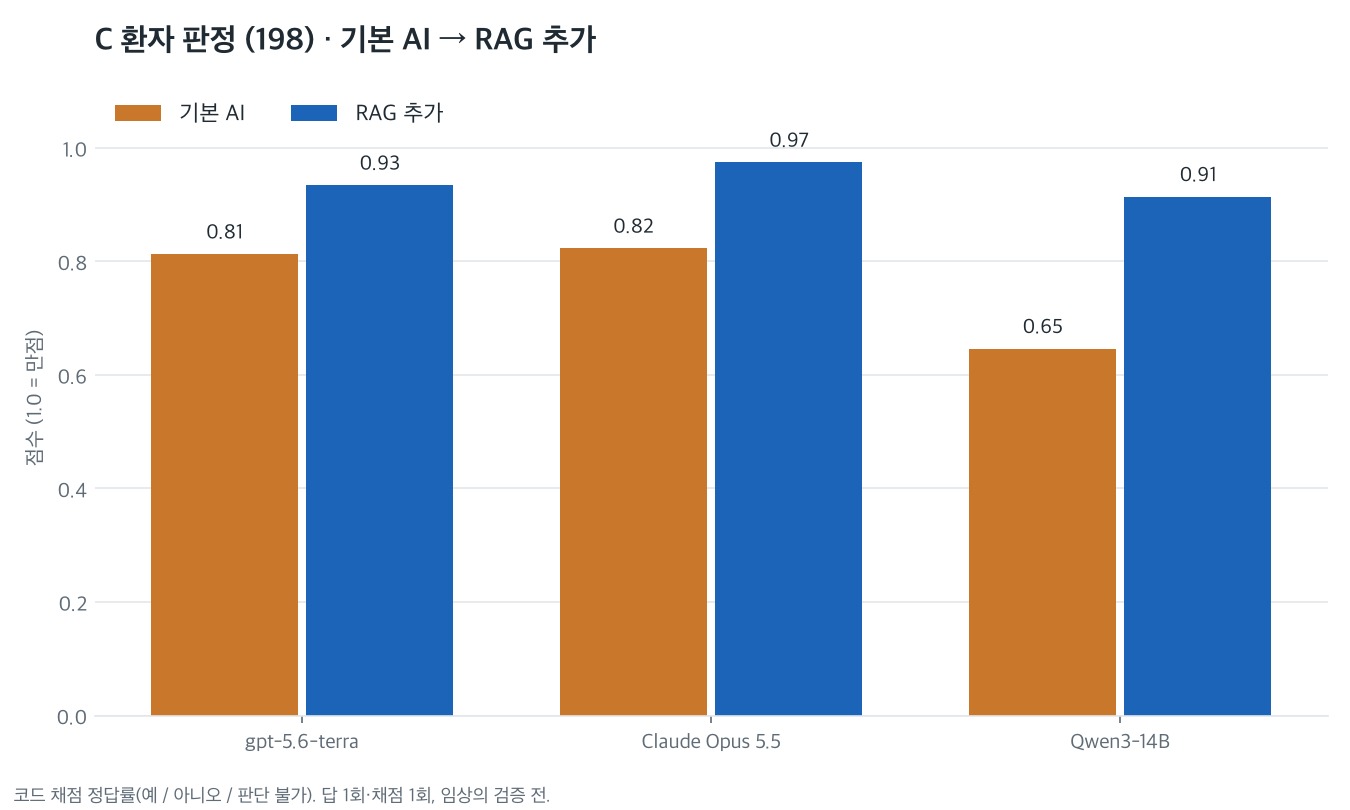 C 환자 판정 (198) · 기본 AI → RAG 추가
기본 AI
RAG 추가
점수 (1.0 = 만점)
1.0
0.8
0.6
0.4
0.2
0.0
0.81
0.93
0.82
0.97
0.65
0.91
gpt-5.6-terra
Claude Opus 5.5
Qwen3-14B
코드 채점 정답률(예 / 아니오 / 판단 불가). 답 1회·채점 1회, 임상의 검증 전.